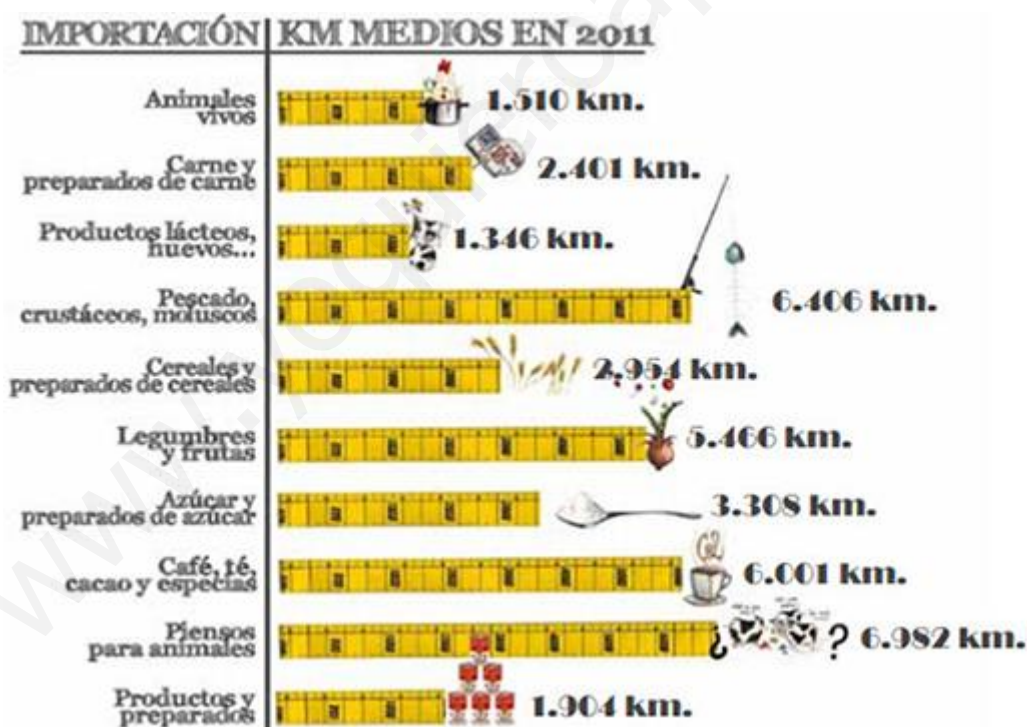 IMPORTACIÓN KM MEDIOS EN 2011
Animales
vivos
1.510 km.
Carne y
preparados de carne
2.401 km.
Productos lácteos,
huevos...
1.346 km.
Pescado,
crustáceos, moluscos
6.406 km.
Cereales y
preparados de cereales
2.954 km.
Legumbres
y frutas
5.466 km.
Azúcar y
preparados de azúcar
3.308 km.
Café, té,
cacao y especias
CO2
6.001 km.
Piensos
para animales
¿ ?
6.982 km.
Productos y
preparados
1.904 km.